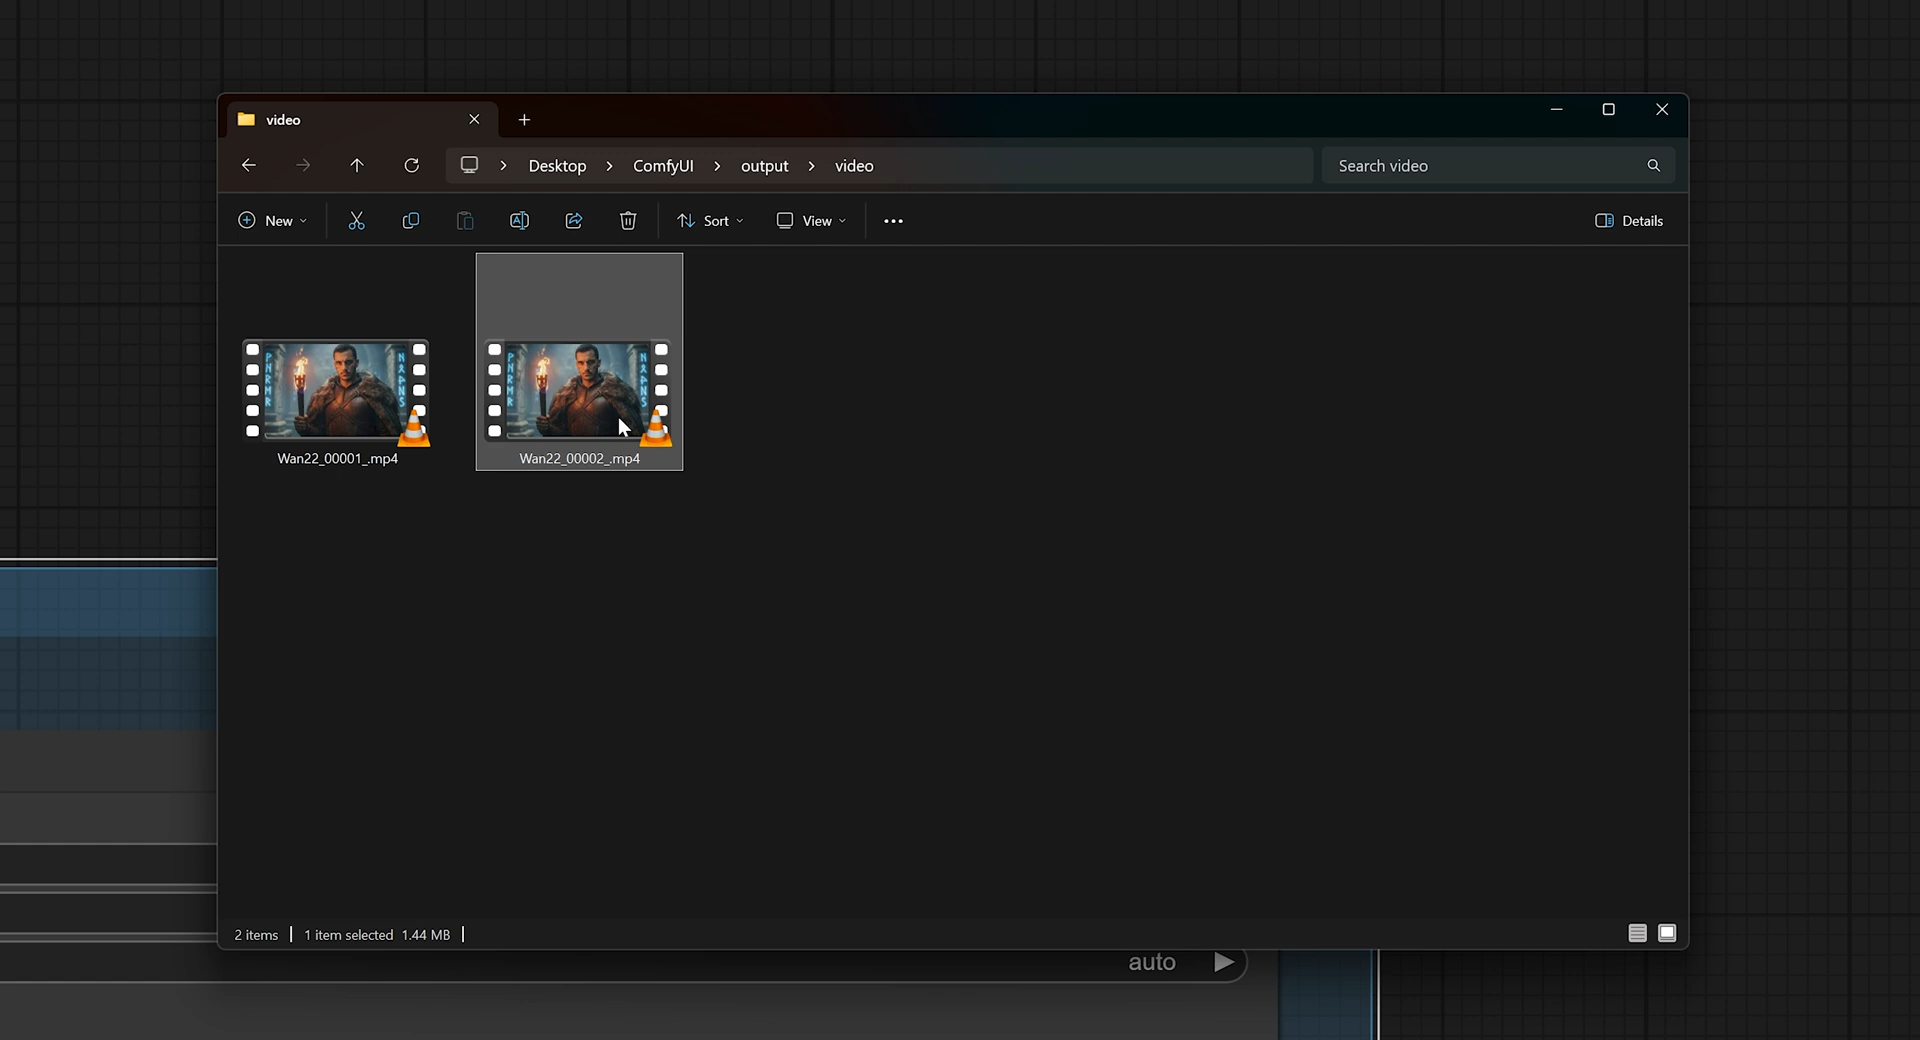 video
Desktop > ComfyUI > output > video
Search video
New
Sort
View
Details
Wan22_00001_.mp4
Wan22_00002_.mp4
2 items
1 item selected 1.44 MB
auto